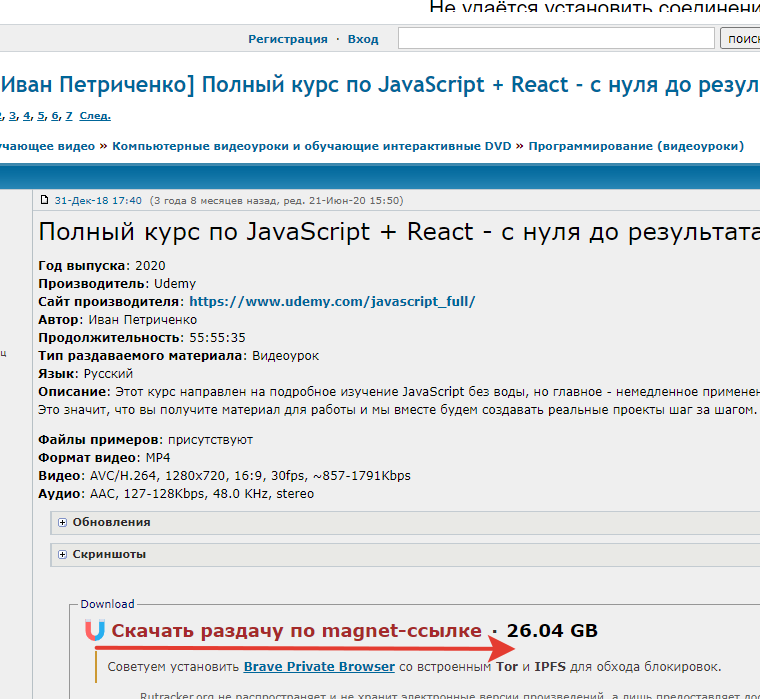 Не удаётся установить соединени
Регистрация · Вход
поиск
Иван Петриченко] Полный курс по JavaScript + React - с нуля до резул
, 3, 4, 5, 6, 7 След.
чающее видео » Компьютерные видеоуроки и обучающие интерактивные DVD » Программирование (видеоуроки)
31-Дек-18 17:40 (3 года 8 месяцев назад, ред. 21-Июн-20 15:50)
Полный курс по JavaScript + React - с нуля до результата
Год выпуска: 2020
Производитель: Udemy
Сайт производителя: https://www.udemy.com/javascript_full/
Автор: Иван Петриченко
Продолжительность: 55:55:35
ц
Тип раздаваемого материала: Видеоурок
Язык: Русский
Описание: Этот курс направлен на подробное изучение JavaScript без воды, но главное - немедленное примене
Это значит, что вы получите материал для работы и мы вместе будем создавать реальные проекты шаг за шагом.
Файлы примеров: присутствуют
Формат видео: MP4
Видео: AVC/H.264, 1280x720, 16:9, 30fps, ~857-1791Kbps
Аудио: AAC, 127-128Kbps, 48.0 KHz, stereo
Обновления
Скриншоты
Download
Скачать раздачу по magnet-ссылке · 26.04 GB
Советуем установить Brave Private Browser со встроенным Tor и IPFS для обхода блокировок.
Rutracker.org не распространяет и не хранит электронные версии произведений, а лишь предоставляет дос